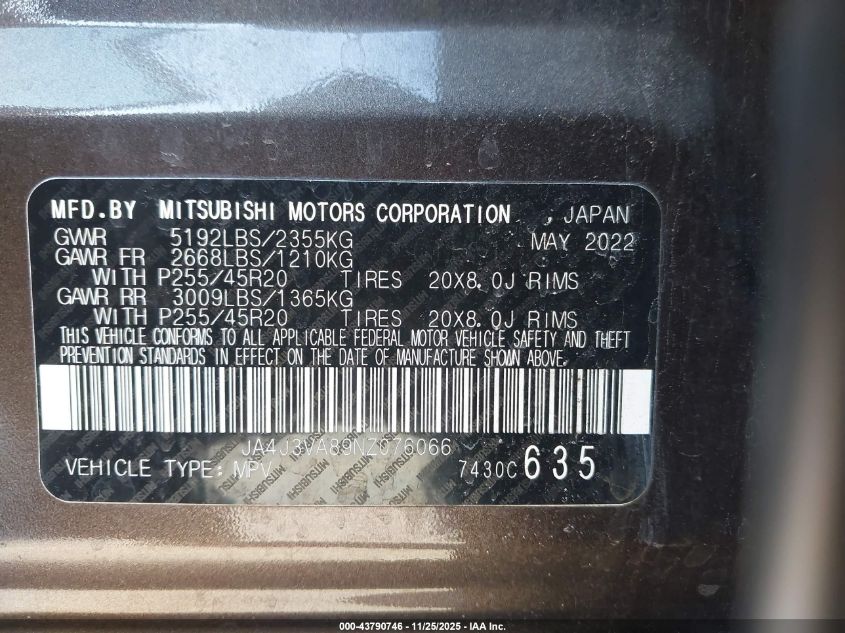 MFD.BY MITSUBISHI MOTORS CORPORATION , JAPAN
GVWR 5192LBS/2355KG MAY 2022
GAWR FR 2668LBS/1210KG
WITH P255/45R20 TIRES 20X8.0J RIMS
GAWR RR 3009LBS/1365KG
WITH P255/45R20 TIRES 20X8.0J RIMS
THIS VEHICLE CONFORMS TO ALL APPLICABLE FEDERAL MOTOR VEHICLE SAFETY AND THEFT
PREVENTION STANDARDS IN EFFECT ON THE DATE OF MANUFACTURE SHOWN ABOVE.
JA4J3VA89NZ076066
VEHICLE TYPE: MPV 7430C 635
000-43790746 - 11/25/2025 - IAA Inc.